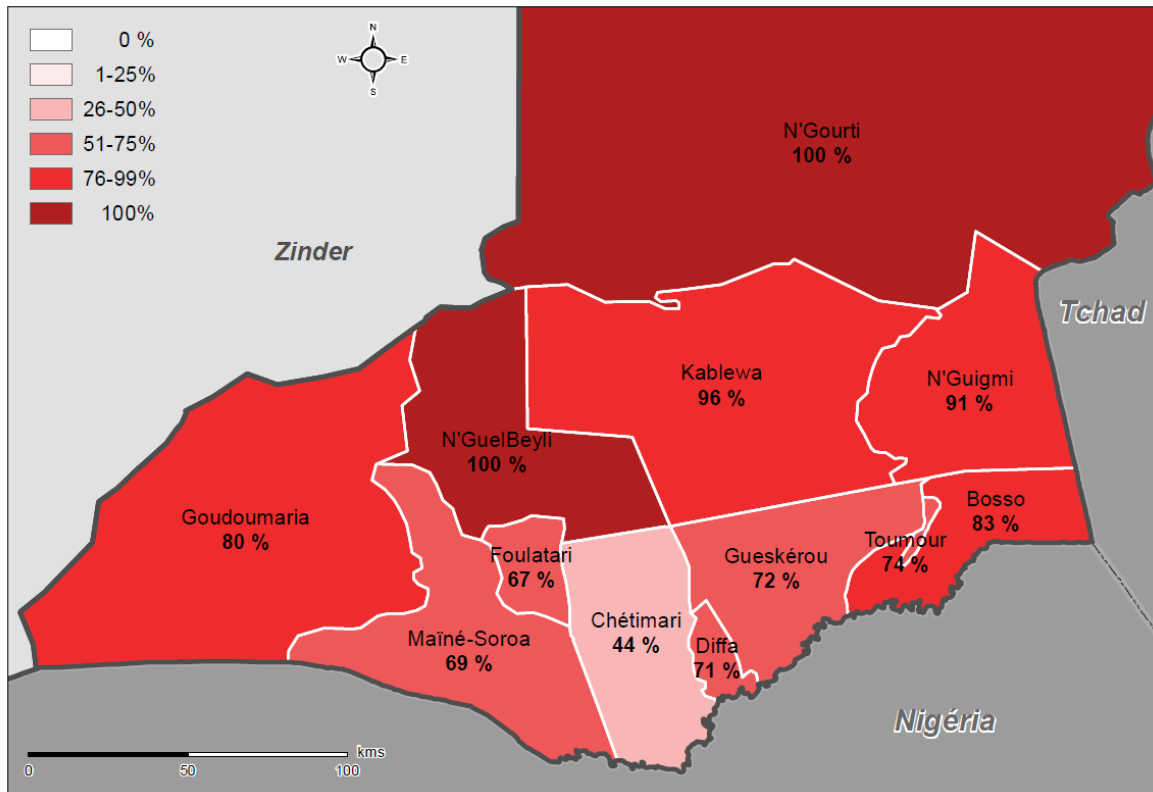 0 %
1-25%
26-50%
51-75%
76-99%
100%
N
W
E
S
N'Gourti
100 %
Zinder
Tchad
Kablewa
96 %
N'Guigmi
91 %
N'GuelBeyli
100 %
Goudoumaria
80 %
Bosso
83 %
Foulatari
67 %
Gueskérou
72 %
Toumour
74 %
Chétimari
44 %
Maïné-Soroa
69 %
Diffa
71 %
Nigéria
kms
0
50
100